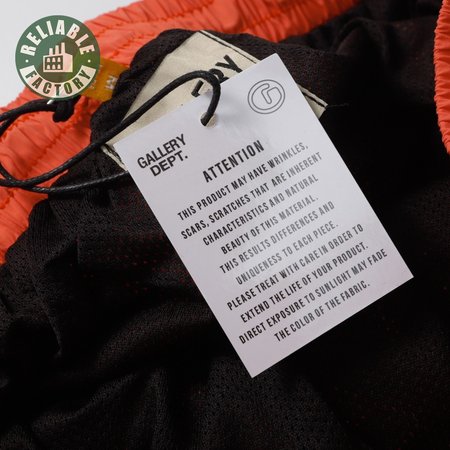 RELIABLE
FACTORY
GALLERY
DEPT.
ATTENTION
THIS PRODUCT MAY HAVE WRINKLES,
SCARS, SCRATCHES THAT ARE INHERENT
CHARACTERISTICS AND NATURAL
BEAUTY OF THIS MATERIAL.
THIS RESULTS DIFFERENCES AND
UNIQUENESS TO EACH PIECE.
PLEASE TREAT WITH CARE IN ORDER TO
EXTEND THE LIFE OF YOUR PRODUCT.
DIRECT EXPOSURE TO SUNLIGHT MAY FADE
THE COLOR OF THE FABRIC.